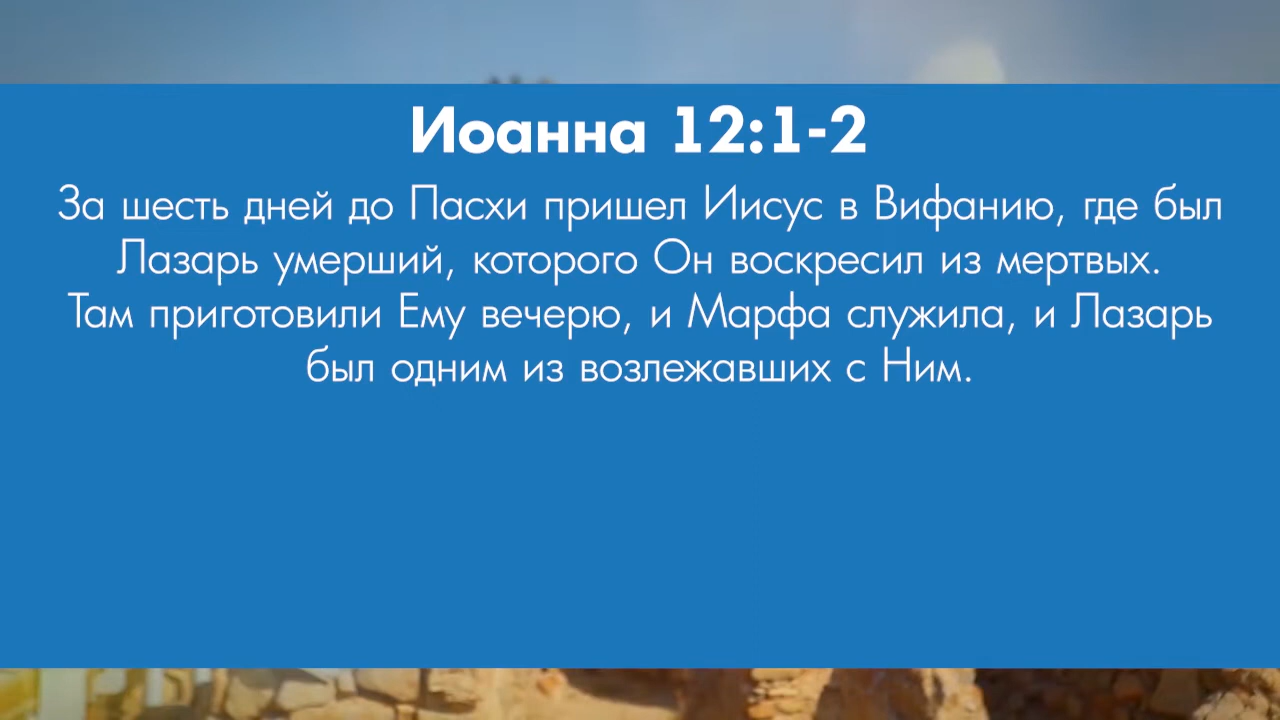 Иоанна 12:1-2
За шесть дней до Пасхи пришел Иисус в Вифанию, где был
Лазарь умерший, которого Он воскресил из мертвых.
Там приготовили Ему вечерю, и Марфа служила, и Лазарь
был одним из возлежавших с Ним.